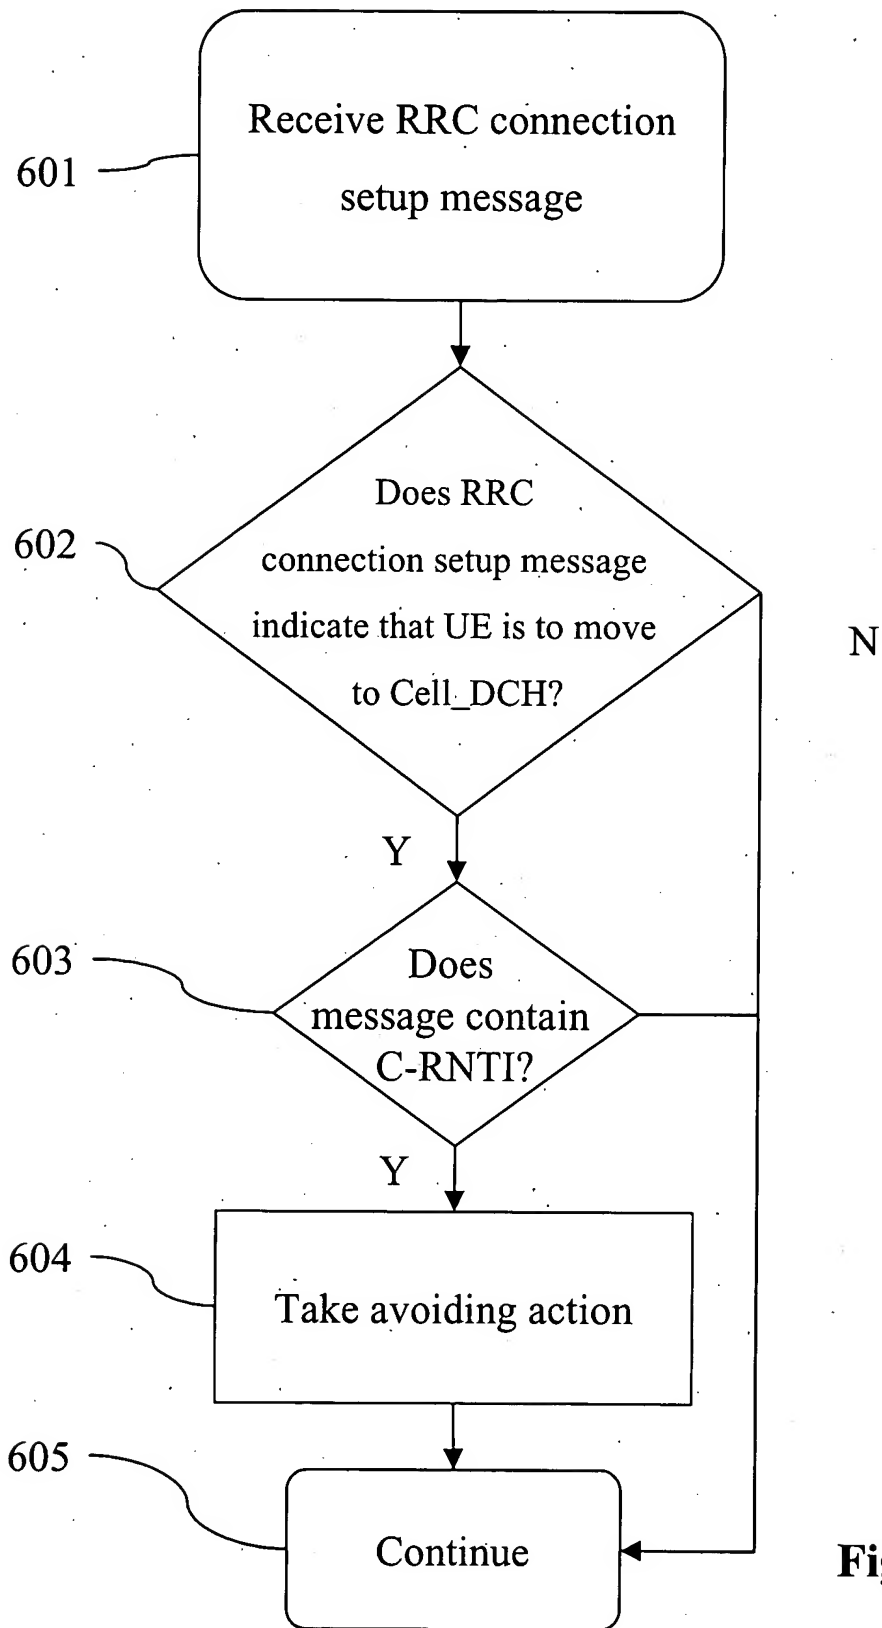 Receive RRC connection
setup message
601
Does RRC
connection setup message
indicate that UE is to move
to Cell_DCH?
602
N
Y
Does
message contain
C-RNTI?
603
Y
604
Take avoiding action
605
Continue